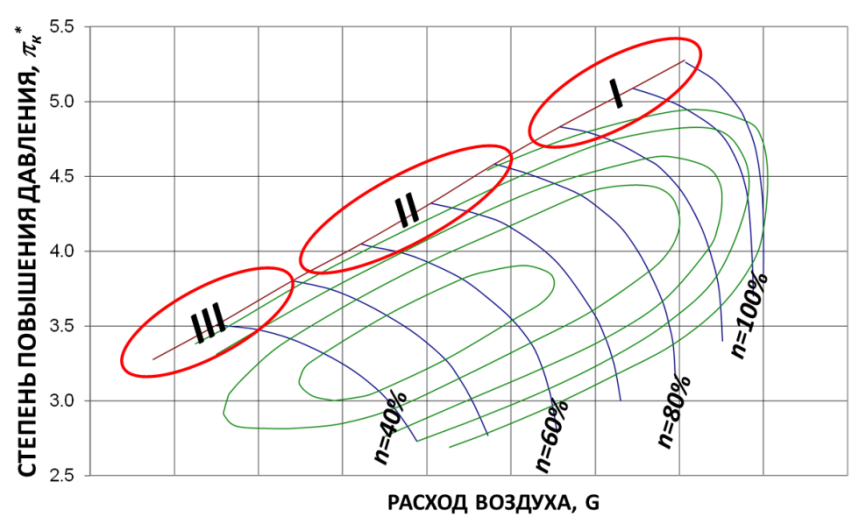 СТЕПЕНЬ ПОВЫШЕНИЯ ДАВЛЕНИЯ, πк*
5.5
5.0
4.5
4.0
3.5
3.0
2.5
I
II
III
n=40%
n=60%
n=80%
n=100%
РАСХОД ВОЗДУХА, G